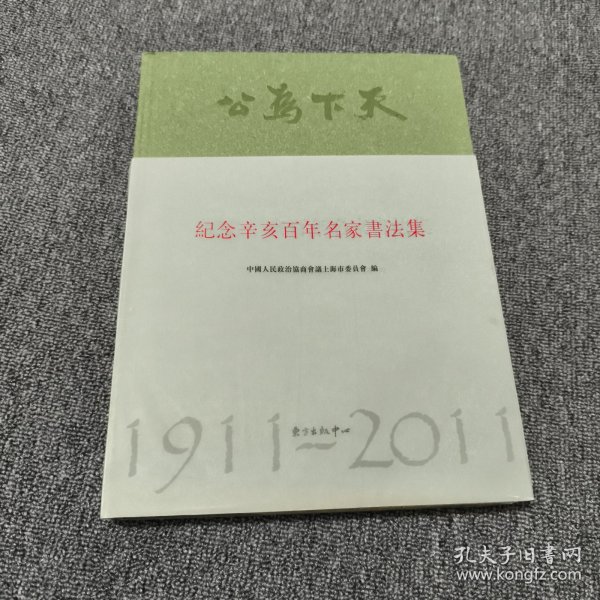 公為下天
紀念辛亥百年名家書法集
中國人民政治協商會議上海市委員會 編
東方出版中心
1911—2011
孔夫子旧書网
www.kongfz.com